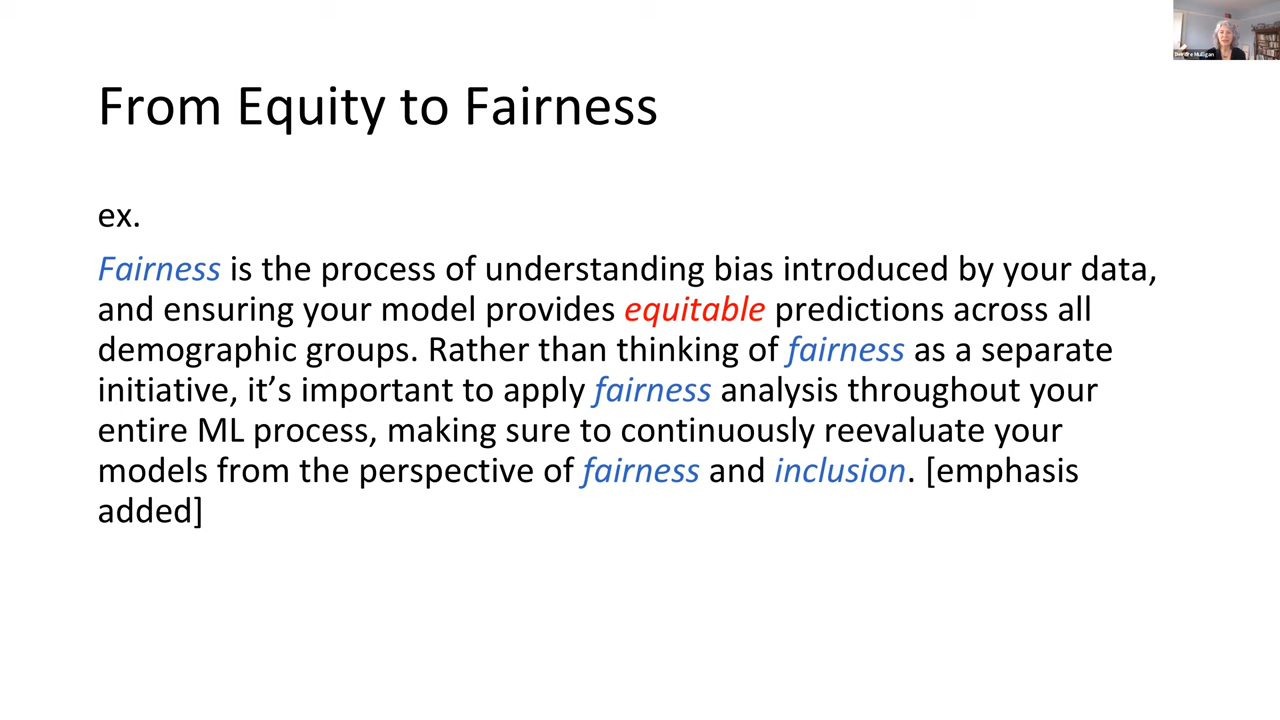 Deirdre Mulligan
From Equity to Fairness
ex.
Fairness is the process of understanding bias introduced by your data,
and ensuring your model provides equitable predictions across all
demographic groups. Rather than thinking of fairness as a separate
initiative, it’s important to apply fairness analysis throughout your
entire ML process, making sure to continuously reevaluate your
models from the perspective of fairness and inclusion. [emphasis
added]